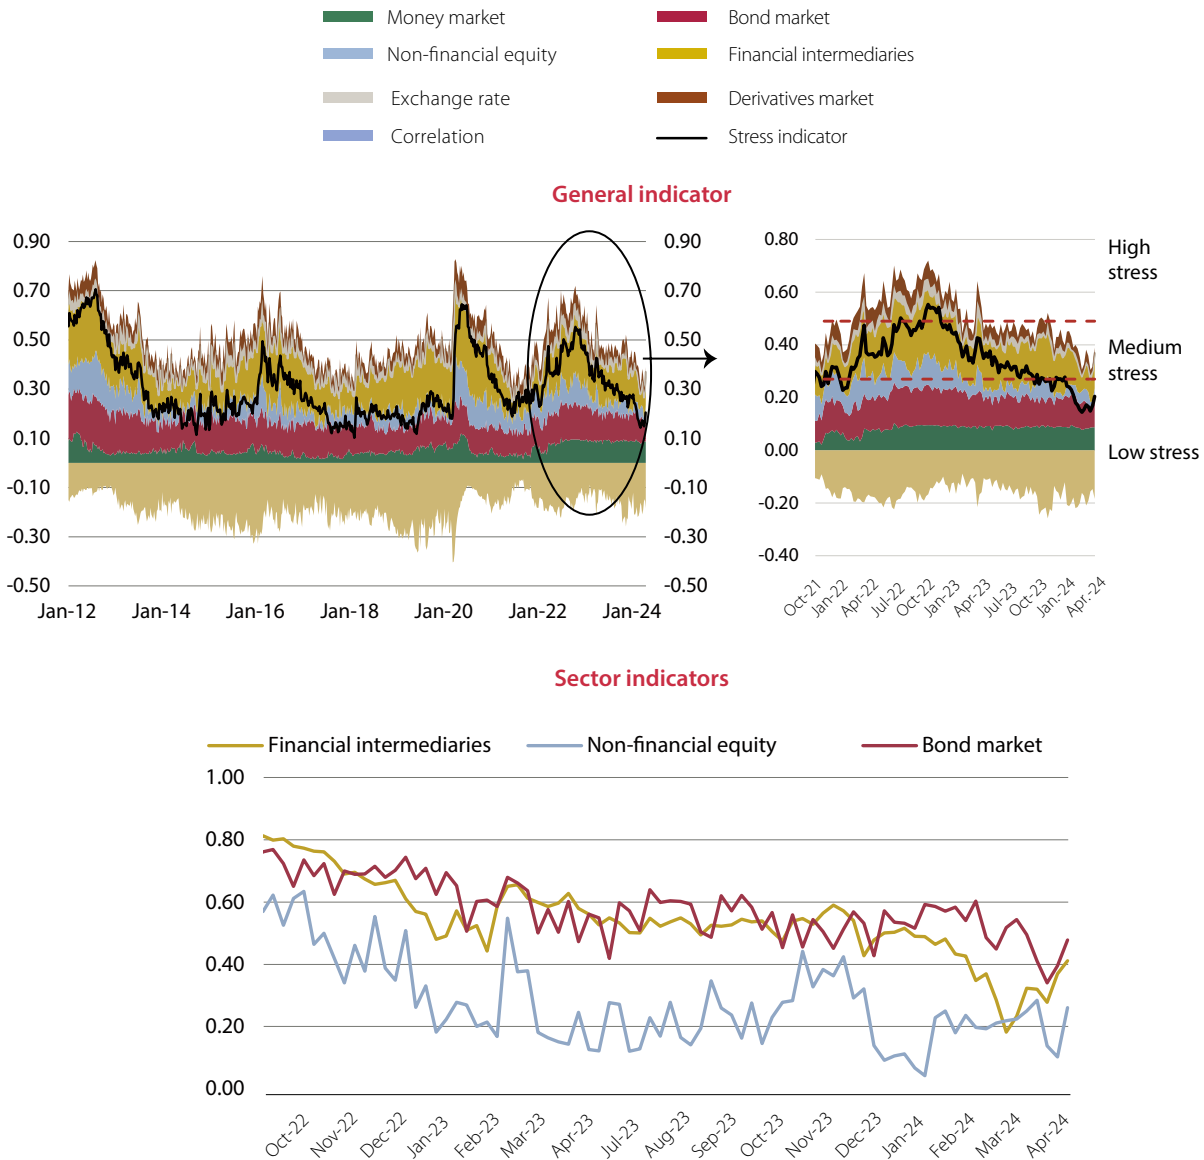 Money market
Bond market
Non-financial equity
Financial intermediaries
Exchange rate
Derivatives market
Correlation
Stress indicator
General indicator
0.90
0.70
0.50
0.30
0.10
-0.10
-0.30
-0.50
0.90
0.70
0.50
0.30
0.10
-0.10
-0.30
-0.50
Jan-12
Jan-14
Jan-16
Jan-18
Jan-20
Jan-22
Jan-24
0.80
0.60
0.40
0.20
0.00
-0.20
-0.40
High
stress
Medium
stress
Low stress
Oct-21
Jan-22
Apr-22
Jul-22
Oct-22
Jan-23
Apr-23
Jul-23
Oct-23
Jan.-24
Apr.-24
Sector indicators
Financial intermediaries
Non-financial equity
Bond market
1.00
0.80
0.60
0.40
0.20
0.00
Oct-22
Nov-22
Dec-22
Jan-23
Feb-23
Mar-23
Apr-23
Jul-23
Aug-23
Sep-23
Oct-23
Nov-23
Dec-23
Jan-24
Feb-24
Mar-24
Apr-24